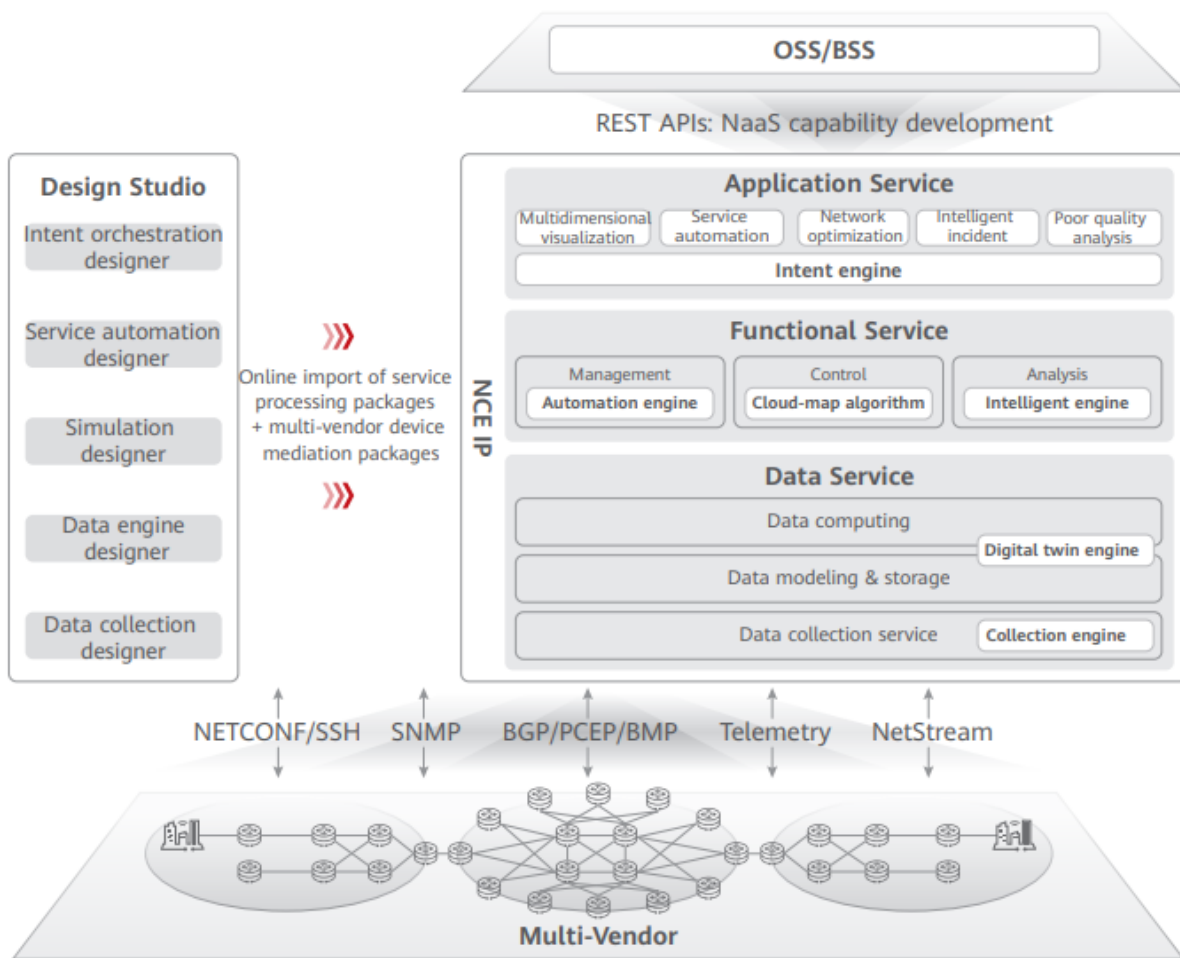 OSS/BSS
REST APIs: NaaS capability development
Design Studio
Intent orchestration
designer
Service automation
designer
Simulation
designer
Data engine
designer
Data collection
designer
Online import of service
processing packages
+ multi-vendor device
mediation packages
NCE IP
Application Service
Multidimensional
visualization
Service
automation
Network
optimization
Intelligent
incident
Poor quality
analysis
Intent engine
Functional Service
Management
Automation engine
Control
Cloud-map algorithm
Analysis
Intelligent engine
Data Service
Data computing
Digital twin engine
Data modeling & storage
Data collection service
Collection engine
NETCONF/SSH
SNMP
BGP/PCEP/BMP
Telemetry
NetStream
Multi-Vendor